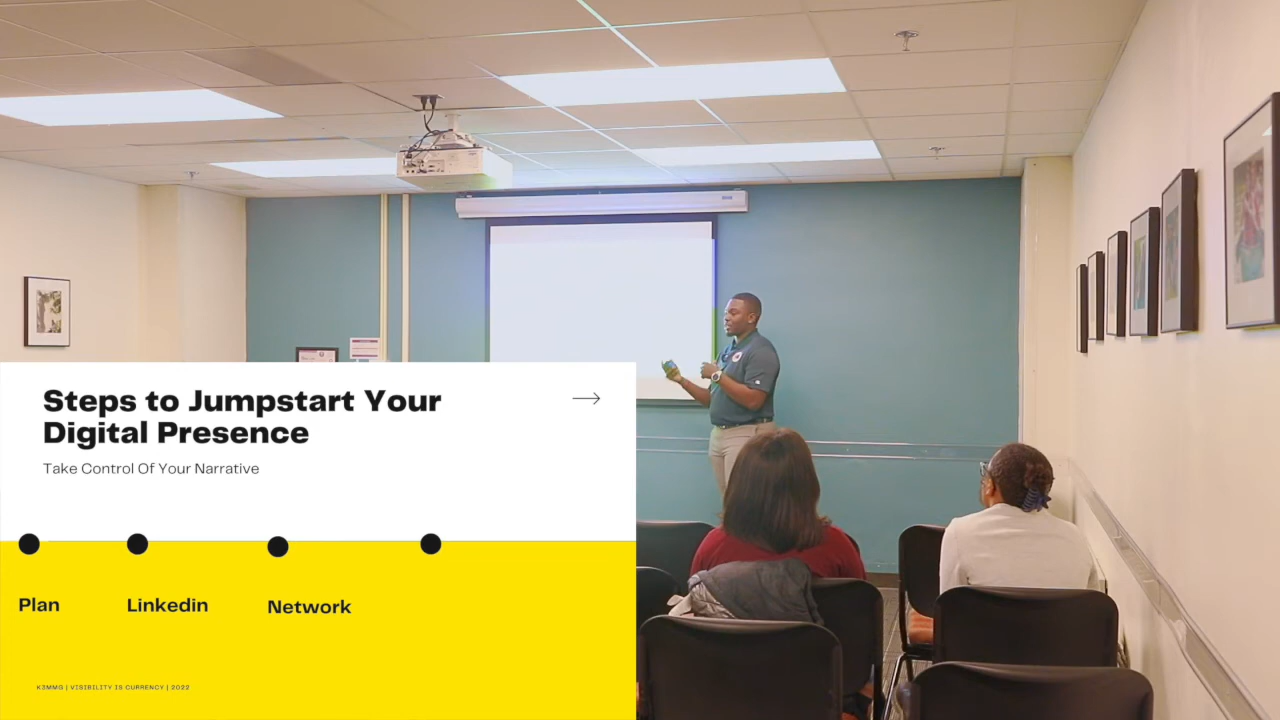 Steps to Jumpstart Your
Digital Presence
Take Control Of Your Narrative
Plan
Linkedin
Network
K3MMG | VISIBILITY IS CURRENCY | 2022